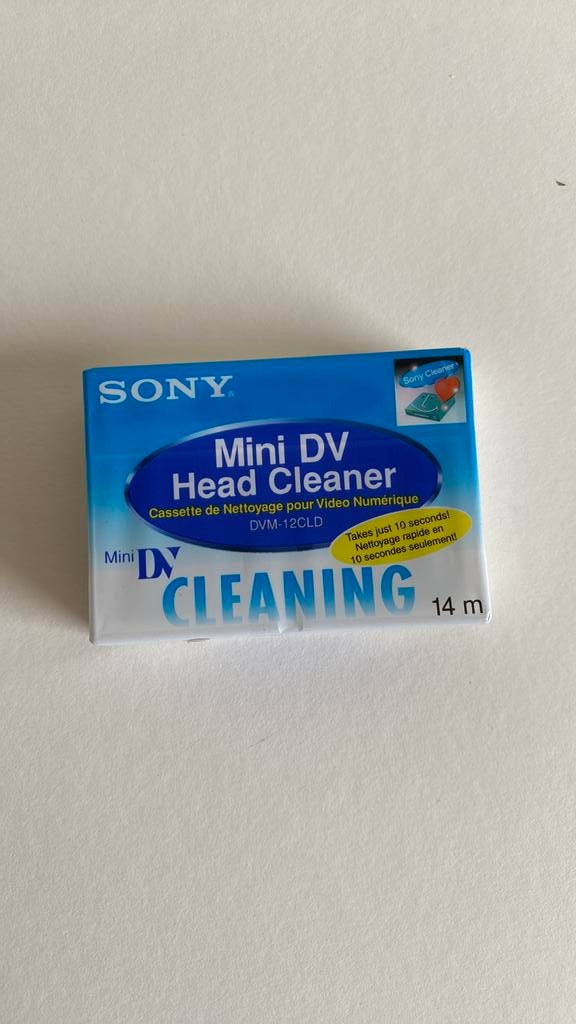 SONY®
Sony Cleaner
Mini DV
Head Cleaner
Cassette de Nettoyage pour Video Numérique
DVM-12CLD
Takes just 10 seconds!
Nettoyage rapide en
10 secondes seulement!
Mini DV
CLEANING
14 m